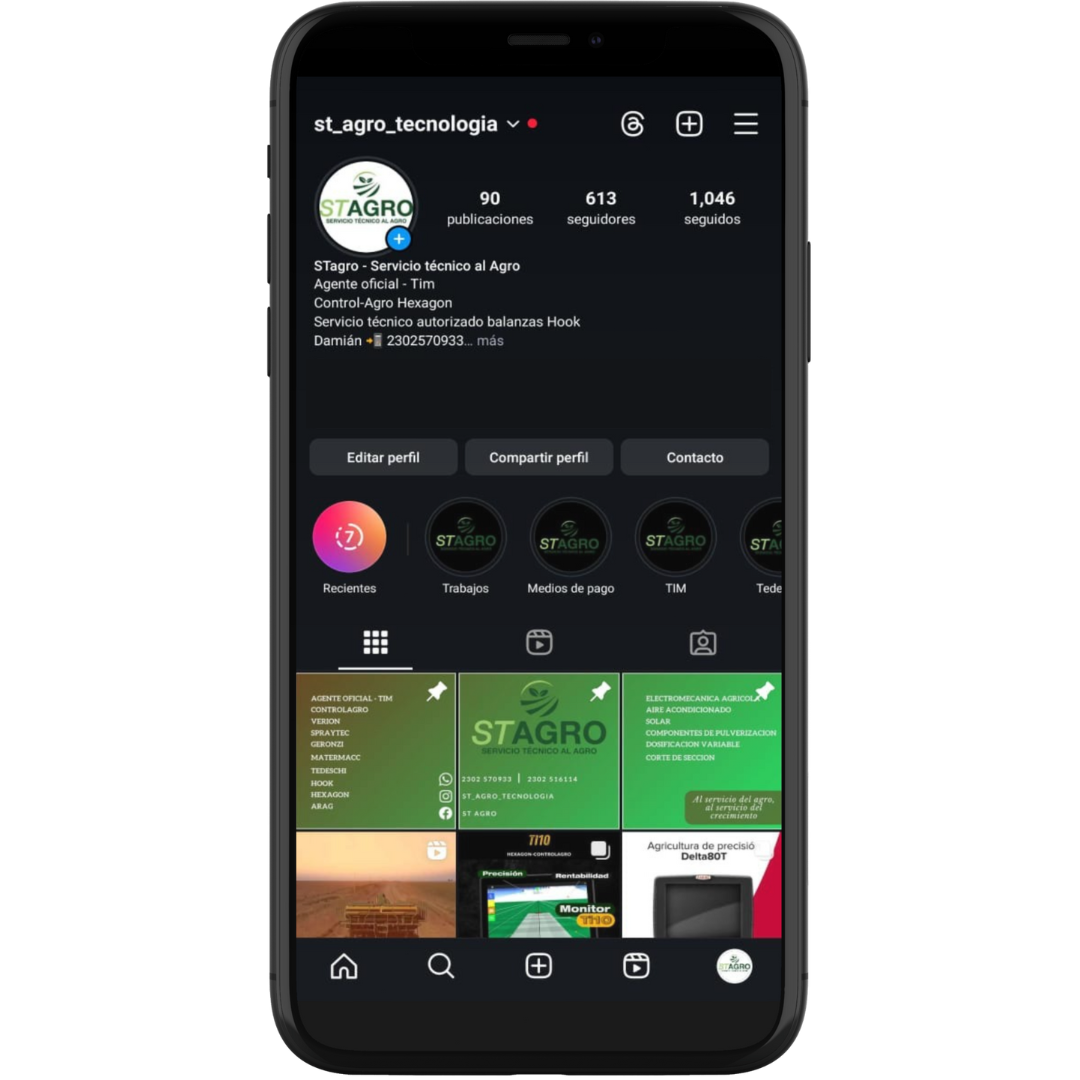 st_agro_tecnologia
STAGRO
SERVICIO TÉCNICO AL AGRO
90
publicaciones
613
seguidores
1,046
seguidos
STagro - Servicio técnico al Agro
Agente oficial - Tim
Control-Agro Hexagon
Servicio técnico autorizado balanzas Hook
Damián 2302570933... más
Editar perfil
Compartir perfil
Contacto
7
STAGRO
STAGRO
STAGRO
STA
Recientes
Trabajos
Medios de pago
TIM
Tede
AGENTE OFICIAL - TIM
CONTROLAGRO
VERION
SPRAYTEC
GERONZI
MATERMACC
TEDESCHI
HOOK
HEXAGON
ARAG
STAGRO
SERVICIO TÉCNICO AL AGRO
2302 570933 | 2302 516114
ST_AGRO_TECNOLOGIA
ST AGRO
ELECTROMECANICA AGRICOLA
AIRE ACONDICIONADO
SOLAR
COMPONENTES DE PULVERIZACION
DOSIFICACION VARIABLE
CORTE DE SECCION
Al servicio del agro,
al servicio del
crecimiento
TI10
HEXAGON-CONTROLAGRO
Precisión
Rentabilidad
Monitor
Ti10
Agricultura de precisió
Delta80T
STAGRO